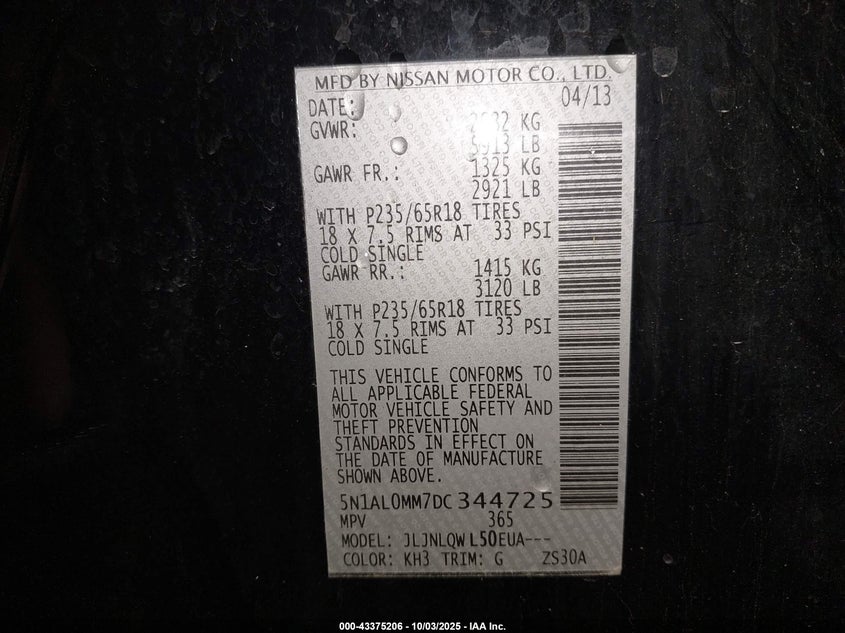 MFD BY NISSAN MOTOR CO., LTD.
DATE: 04/13
GVWR: 2682 KG
5913 LB
GAWR FR.: 1325 KG
2921 LB
WITH P235/65R18 TIRES
18 X 7.5 RIMS AT 33 PSI
COLD SINGLE
GAWR RR.: 1415 KG
3120 LB
WITH P235/65R18 TIRES
18 X 7.5 RIMS AT 33 PSI
COLD SINGLE
THIS VEHICLE CONFORMS TO
ALL APPLICABLE FEDERAL
MOTOR VEHICLE SAFETY AND
THEFT PREVENTION
STANDARDS IN EFFECT ON
THE DATE OF MANUFACTURE
SHOWN ABOVE.
5N1AL0MM7DC344725
MPV 365
MODEL: JLJNLQWL50EUA---
COLOR: KH3 TRIM: G ZS30A
000-43375206 - 10/03/2025 - IAA Inc.